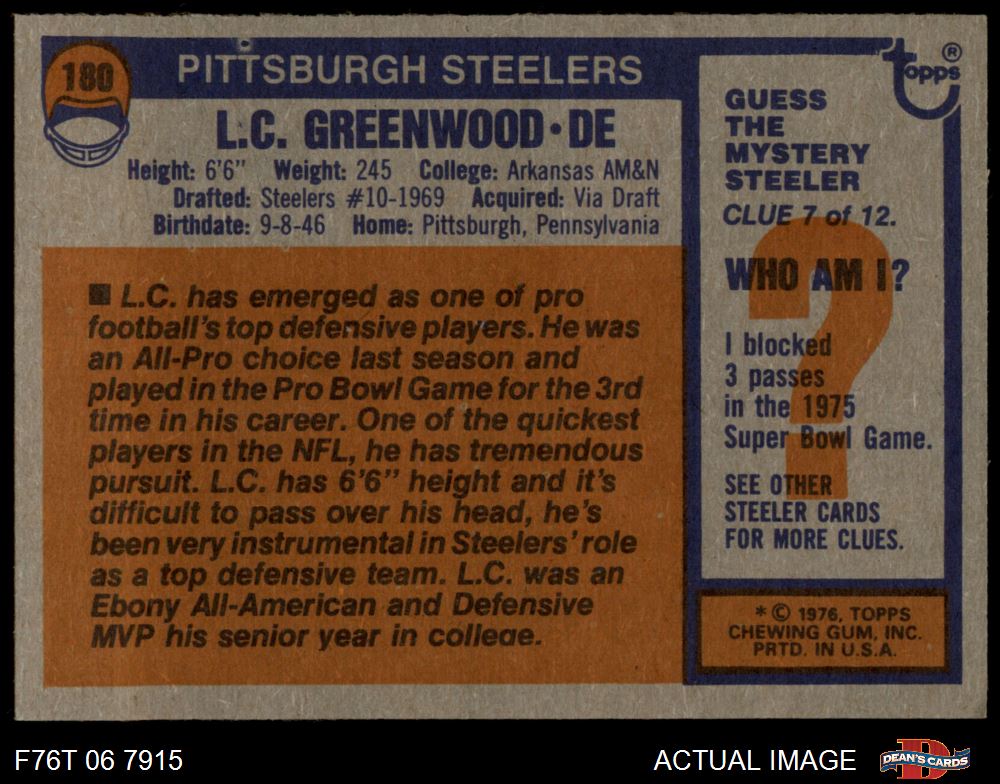 180
PITTSBURGH STEELERS
L.C. GREENWOOD•DE
Height: 6'6" Weight: 245 College: Arkansas AM&N
Drafted: Steelers #10-1969 Acquired: Via Draft
Birthdate: 9-8-46 Home: Pittsburgh, Pennsylvania
■ L.C. has emerged as one of pro
football's top defensive players. He was
an All-Pro choice last season and
played in the Pro Bowl Game for the 3rd
time in his career. One of the quickest
players in the NFL, he has tremendous
pursuit. L.C. has 6'6" height and it's
difficult to pass over his head, he's
been very instrumental in Steelers' role
as a top defensive team. L.C. was an
Ebony All-American and Defensive
MVP his senior year in college.
topps®
GUESS
THE
MYSTERY
STEELER
CLUE 7 of 12.
?
WHO AM I?
I blocked
3 passes
in the 1975
Super Bowl Game.
SEE OTHER
STEELER CARDS
FOR MORE CLUES.
* © 1976, TOPPS
CHEWING GUM, INC.
PRTD. IN U.S.A.
F76T 06 7915
ACTUAL IMAGE
DEAN'S CARDS